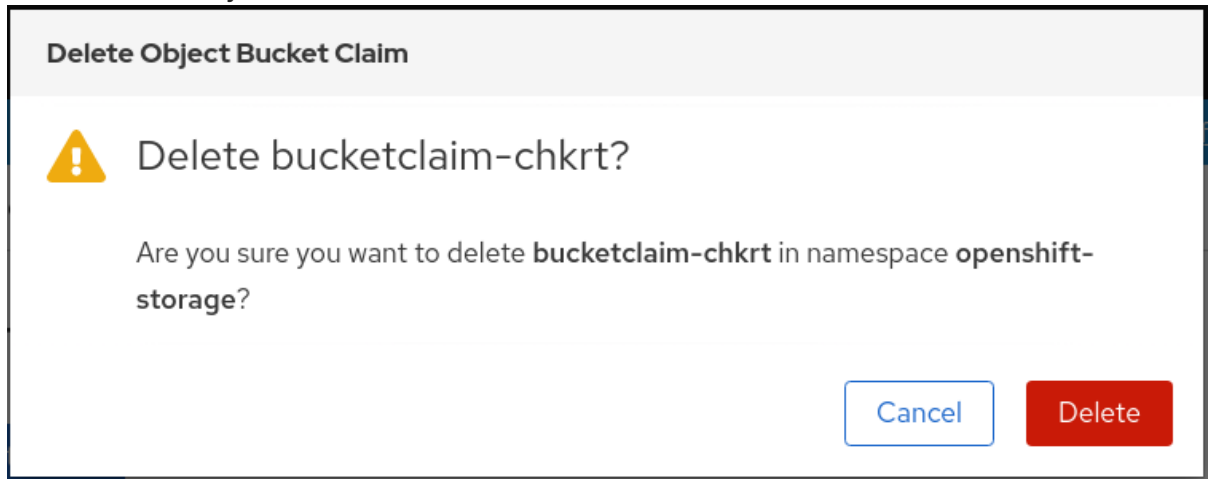 Delete Object Bucket Claim
Delete bucketclaim-chkrt?
Are you sure you want to delete bucketclaim-chkrt in namespace openshift-
storage?
Cancel
Delete